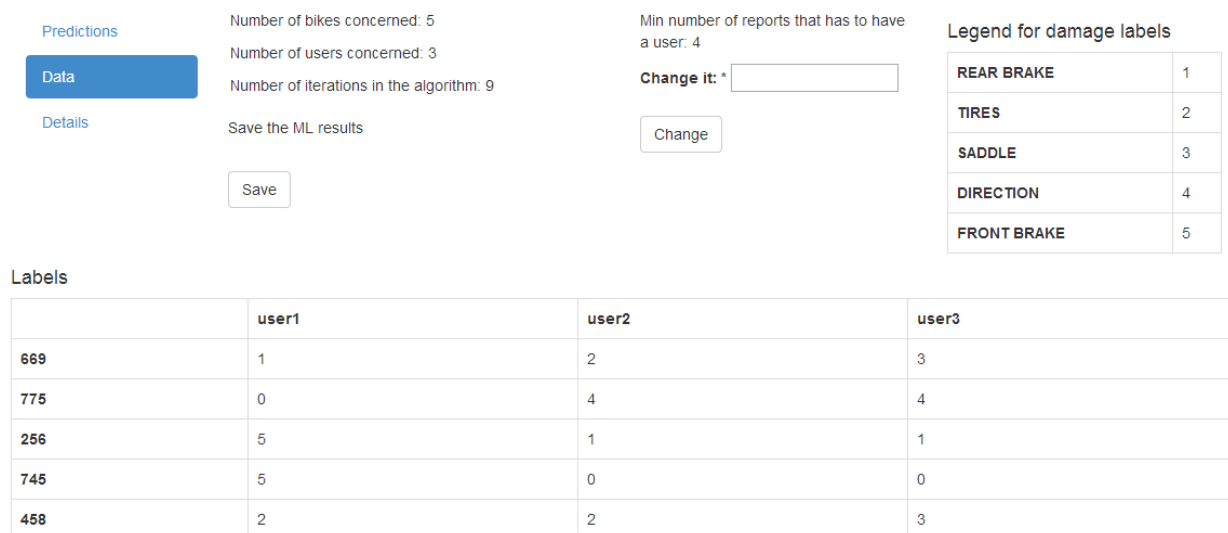 Predictions
Data
Details
Number of bikes concerned: 5
Number of users concerned: 3
Number of iterations in the algorithm: 9
Save the ML results
Save
Min number of reports that has to have
a user: 4
Change it: *
Change
Legend for damage labels
REAR BRAKE 1
TIRES 2
SADDLE 3
DIRECTION 4
FRONT BRAKE 5
Labels
user1 user2 user3
669 1 2 3
775 0 4 4
256 5 1 1
745 5 0 0
458 2 2 3